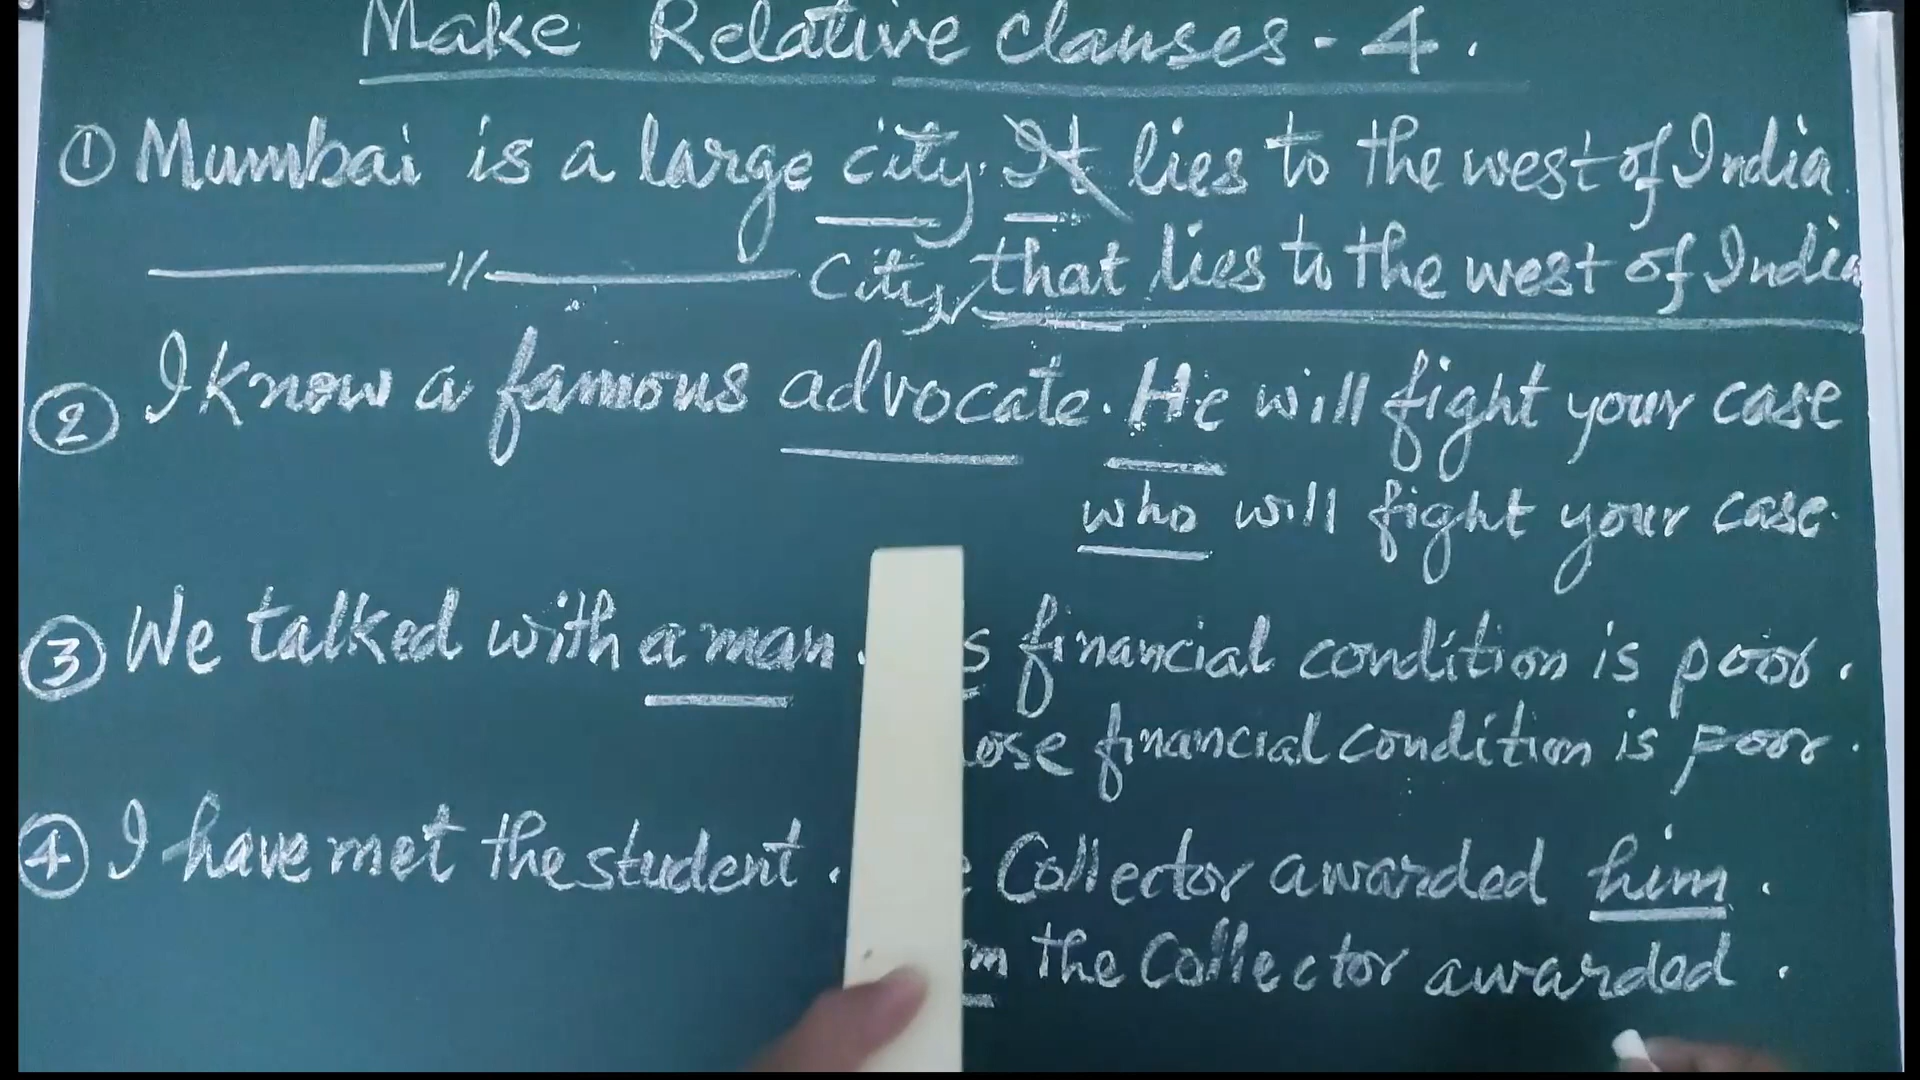 Make Relative Clauses - 4.
① Mumbai is a large city. It lies to the west of India.
〃 City, that lies to the west of India
② I know a famous advocate. He will fight your case
who will fight your case.
③ We talked with a man. financial condition is poor.
financial condition is poor.
④ I have met the student. Collector awarded him.
the Collector awarded.